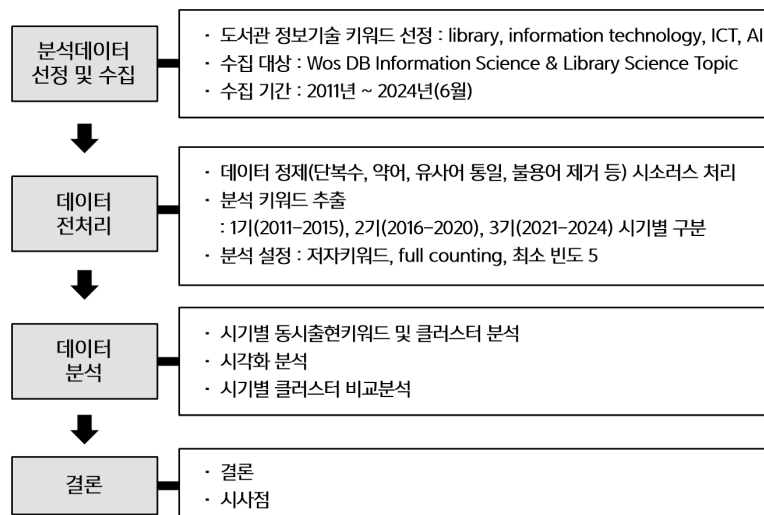 분석데이터
선정 및 수집
· 도서관 정보기술 키워드 선정 : library, information technology, ICT, AI
· 수집 대상 : Wos DB Information Science & Library Science Topic
· 수집 기간 : 2011년 ~ 2024년(6월)
데이터
전처리
· 데이터 정제(단복수, 약어, 유사어 통일, 불용어 제거 등) 시소러스 처리
· 분석 키워드 추출
: 1기(2011-2015), 2기(2016-2020), 3기(2021-2024) 시기별 구분
· 분석 설정 : 저자키워드, full counting, 최소 빈도 5
데이터
분석
· 시기별 동시출현키워드 및 클러스터 분석
· 시각화 분석
· 시기별 클러스터 비교분석
결론
· 결론
· 시사점